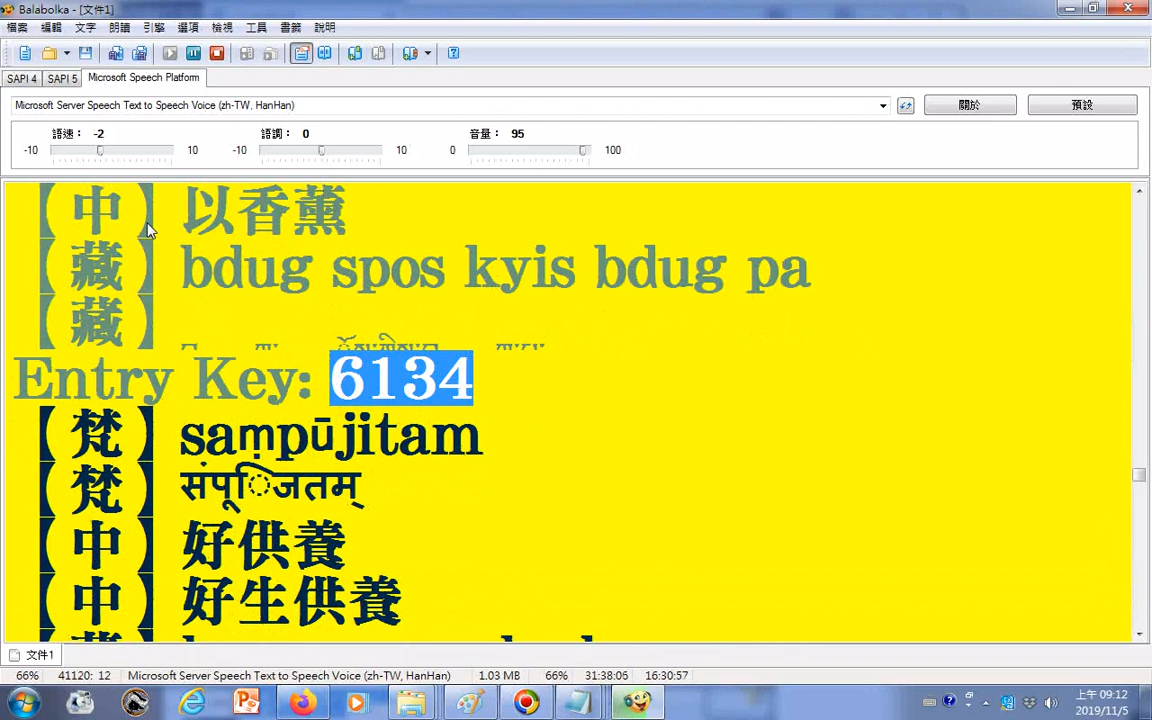 Balabolka - [文件1]
檔案 編輯 文字 朗讀 引擎 選項 檢視 工具 書籤 說明
SAPI 4 SAPI 5 Microsoft Speech Platform
Microsoft Server Speech Text to Speech Voice (zh-TW, HanHan) 關於 預設
語速： -2 語調： 0 音量： 95
-10 10 -10 10 0 100
【中】 以香薰
【藏】 bdug spos kyis bdug pa
【藏】
Entry Key: 6134
【梵】 saṃpūjitam
【梵】 संपूिजतम्
【中】 好供養
【中】 好生供養
文件1
66% 41120: 12 Microsoft Server Speech Text to Speech Voice (zh-TW, HanHan) 1.03 MB 66% 31:38:06 16:30:57
上午 09:12
2019/11/5